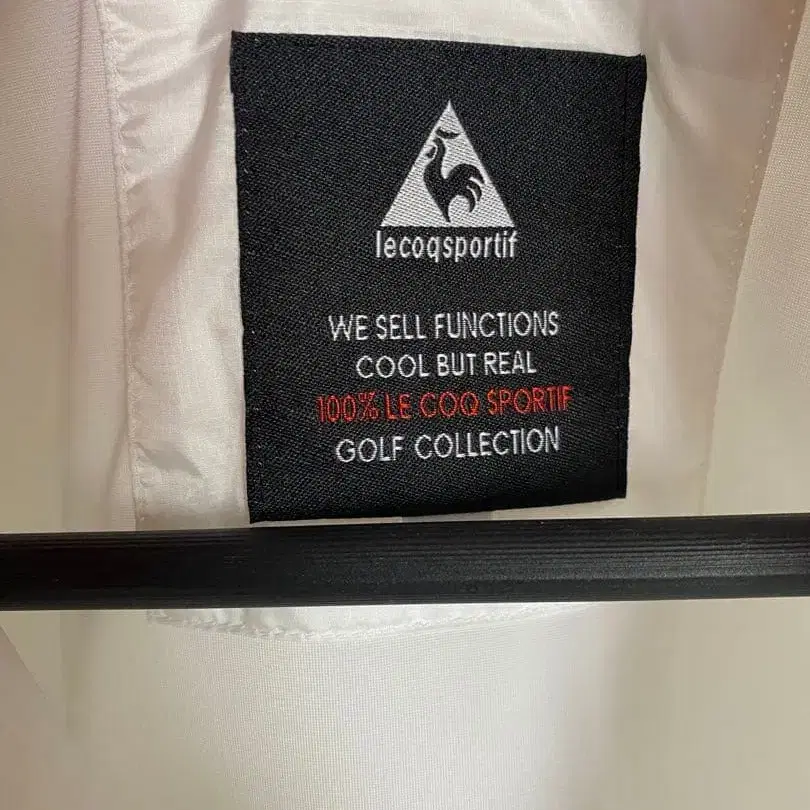 lecoqsportif
WE SELL FUNCTIONS
COOL BUT REAL
100% LE COQ SPORTIF
GOLF COLLECTION